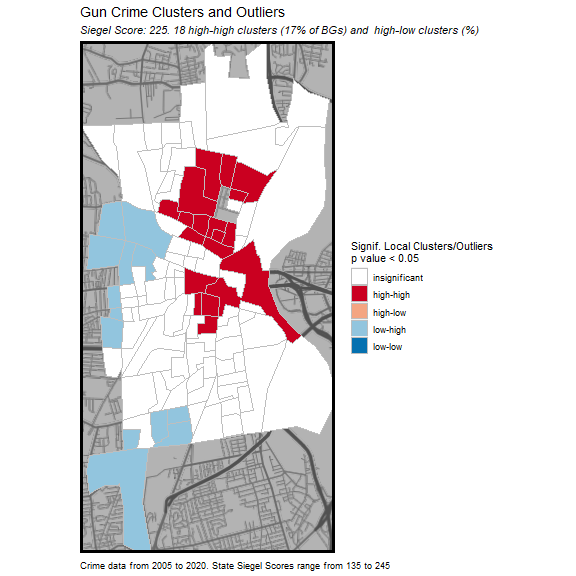 Gun Crime Clusters and Outliers
Siegel Score: 225. 18 high-high clusters (17% of BGs) and  high-low clusters (%)
Signif. Local Clusters/Outliers
p value < 0.05
insignificant
high-high
high-low
low-high
low-low
Crime data from 2005 to 2020. State Siegel Scores range from 135 to 245